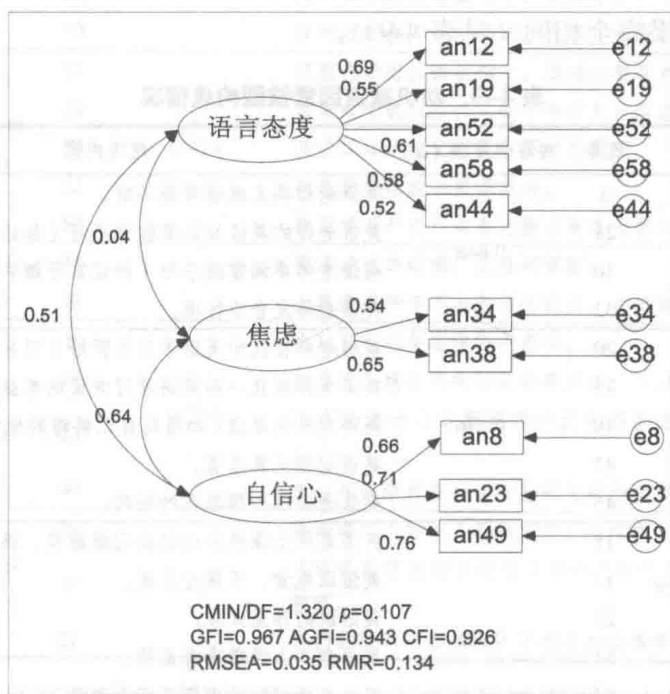 an12
e12
0.69
0.55
an19
e19
语言态度
an52
e52
0.61
an58
e58
0.58
0.52
an44
e44
0.04
0.51
0.54
an34
e34
焦虑
0.65
an38
e38
0.64
0.66
an8
e8
0.71
自信心
an23
e23
0.76
an49
e49
CMIN/DF=1.320 p=0.107
GFI=0.967 AGFI=0.943 CFI=0.926
RMSEA=0.035 RMR=0.134